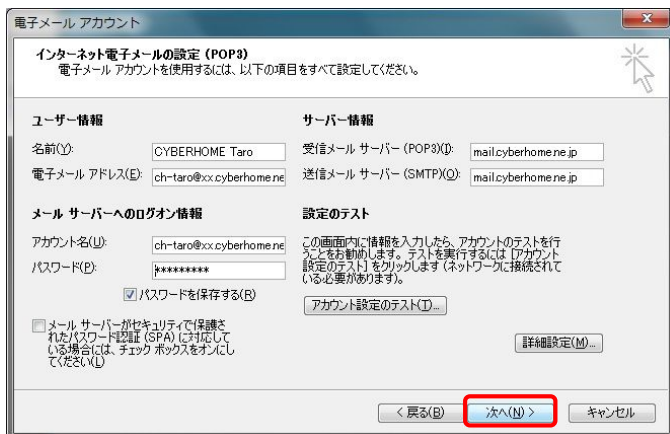 電子メール アカウント
インターネット電子メールの設定 (POP3)
電子メール アカウントを使用するには、以下の項目をすべて設定してください。
ユーザー情報
名前(Y):
CYBERHOME Taro
電子メール アドレス(E):
ch-taro@xx.cyberhome.ne
サーバー情報
受信メール サーバー (POP3)(I):
mail.cyberhome.ne.jp
送信メール サーバー (SMTP)(O):
mail.cyberhome.ne.jp
メール サーバーへのログオン情報
アカウント名(U):
ch-taro@xx.cyberhome.ne
パスワード(P):
*********
パスワードを保存する(R)
メール サーバーがセキュリティで保護さ
れたパスワード認証 (SPA) に対応して
いる場合には、チェック ボックスをオンにし
てください(L)
設定のテスト
この画面内に情報を入力したら、アカウントのテストを行
うことをお勧めします。テストを実行するには [アカウント
設定のテスト] をクリックします (ネットワークに接続されて
いる必要があります)。
アカウント設定のテスト(T)...
詳細設定(M)...
< 戻る(B)
次へ(N) >
キャンセル